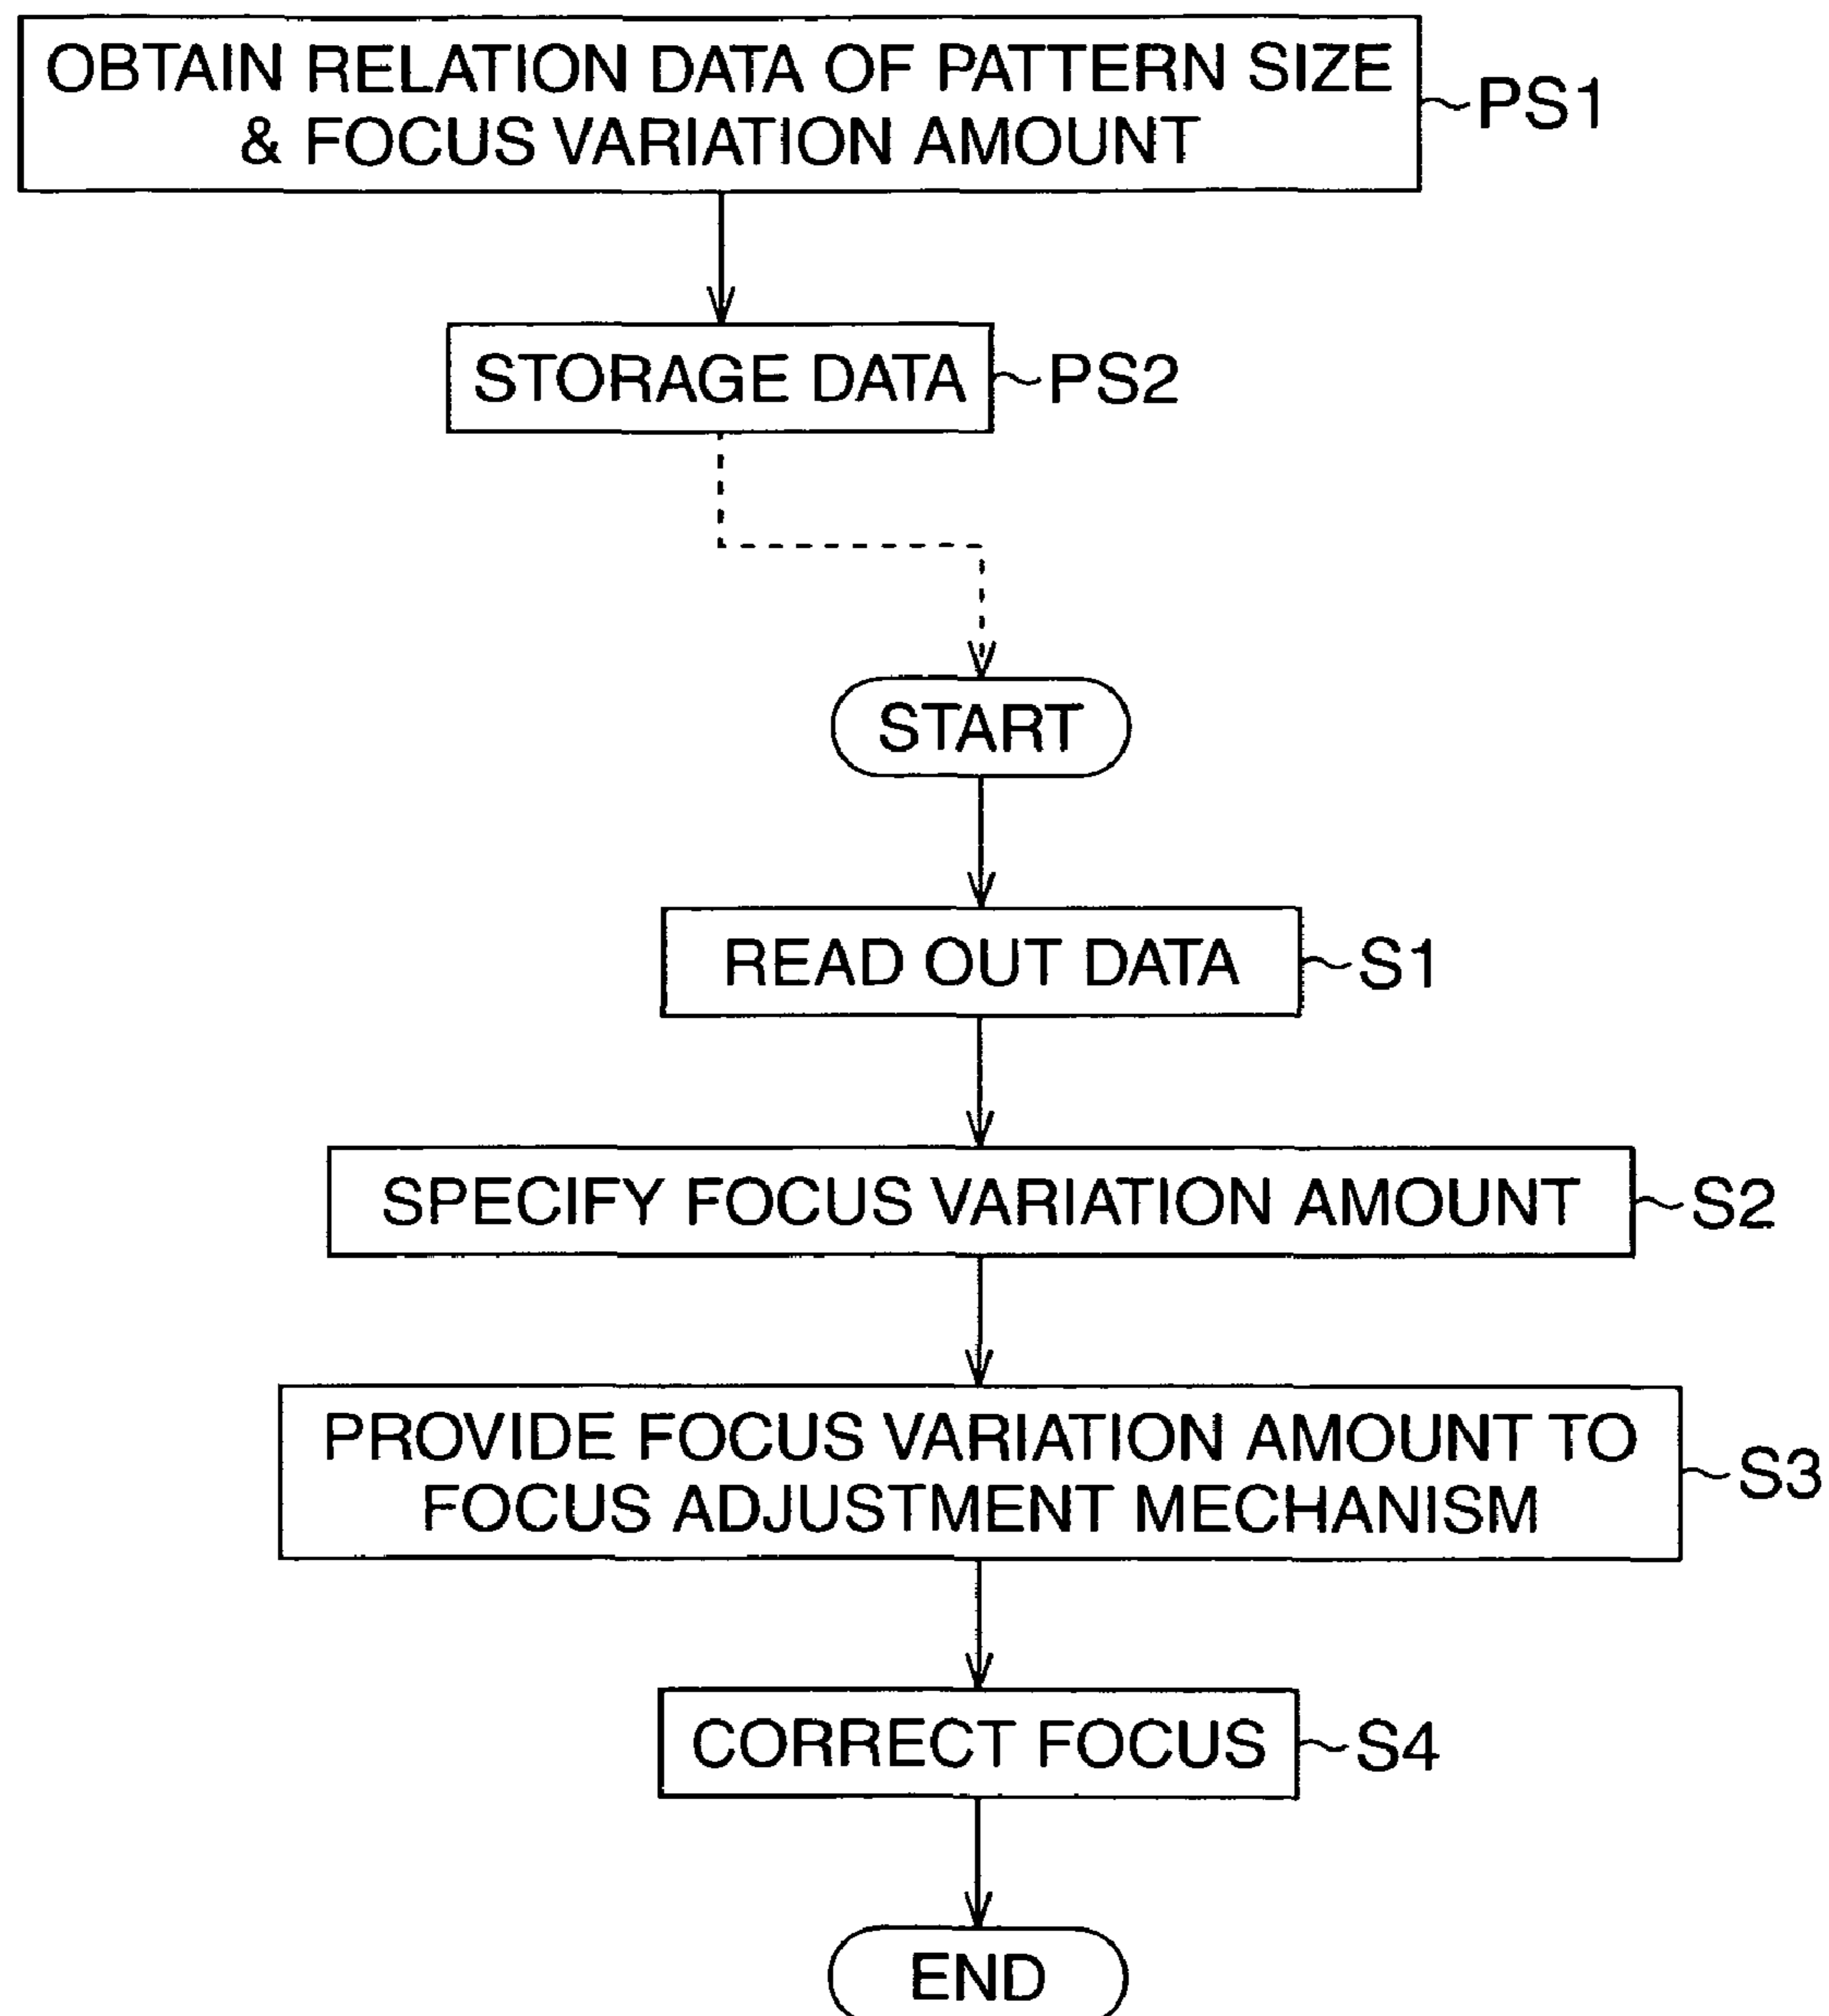 OBTAIN RELATION DATA OF PATTERN SIZE
& FOCUS VARIATION AMOUNT
PS1
STORAGE DATA
PS2
START
READ OUT DATA
S1
SPECIFY FOCUS VARIATION AMOUNT
S2
PROVIDE FOCUS VARIATION AMOUNT TO
FOCUS ADJUSTMENT MECHANISM
S3
CORRECT FOCUS
S4
END